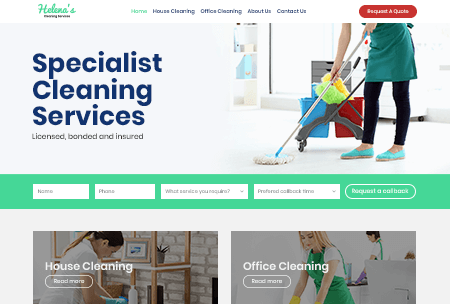 Helena's
Cleaning Services
Home House Cleaning Office Cleaning About Us Contact Us
Request A Quote
Specialist
Cleaning
Services
Licensed, bonded and insured
Name
Phone
What service you require?
Preferred callback time
Request a callback
House Cleaning
Read more
Office Cleaning
Read more